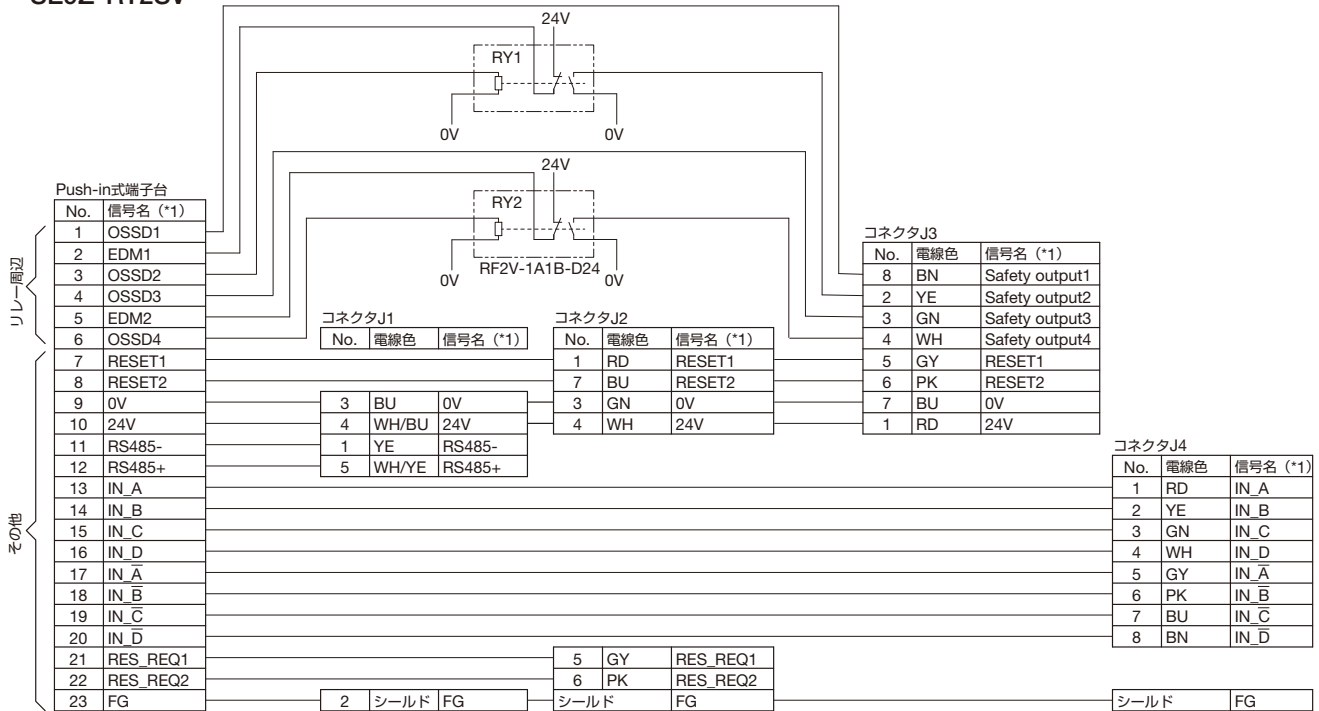 24V
RY1
0V 0V
24V
RY2
RF2V-1A1B-D24
0V 0V
Push-in式端子台
No. 信号名 (*1)
1 OSSD1
2 EDM1
3 OSSD2
4 OSSD3
5 EDM2
6 OSSD4
7 RESET1
8 RESET2
9 0V
10 24V
11 RS485-
12 RS485+
13 IN_A
14 IN_B
15 IN_C
16 IN_D
17 IN_A̅
18 IN_B̅
19 IN_C̅
20 IN_D̅
21 RES_REQ1
22 RES_REQ2
23 FG
リレー周辺
その他
コネクタJ1
No. 電線色 信号名 (*1)
3 BU 0V
4 WH/BU 24V
1 YE RS485-
5 WH/YE RS485+
2 シールド FG
コネクタJ2
No. 電線色 信号名 (*1)
1 RD RESET1
7 BU RESET2
3 GN 0V
4 WH 24V
5 GY RES_REQ1
6 PK RES_REQ2
シールド FG
コネクタJ3
No. 電線色 信号名 (*1)
8 BN Safety output1
2 YE Safety output2
3 GN Safety output3
4 WH Safety output4
5 GY RESET1
6 PK RESET2
7 BU 0V
1 RD 24V
コネクタJ4
No. 電線色 信号名 (*1)
1 RD IN_A
2 YE IN_B
3 GN IN_C
4 WH IN_D
5 GY IN_A̅
6 PK IN_B̅
7 BU IN_C̅
8 BN IN_D̅
シールド FG